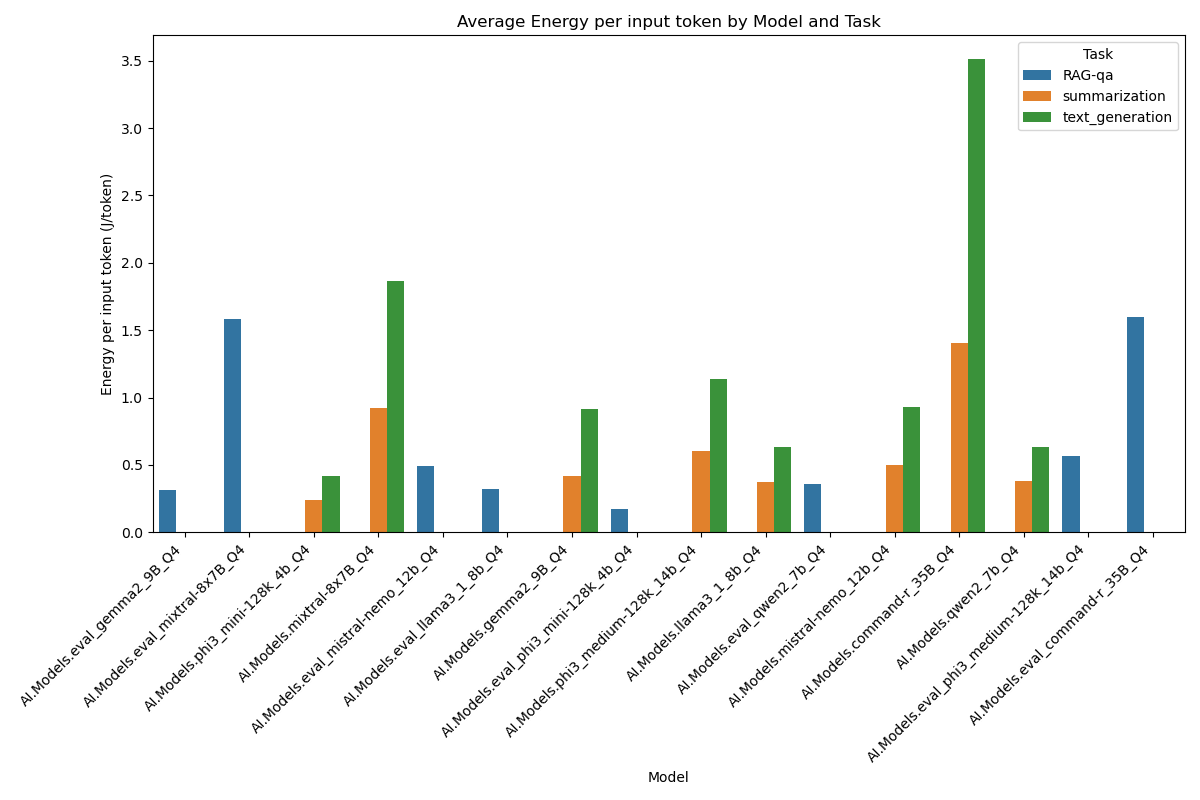 Average Energy per input token by Model and Task
Task
RAG-qa
summarization
text_generation
Energy per input token (J/token)
3.5
3.0
2.5
2.0
1.5
1.0
0.5
0.0
AI.Models.eval_gemma2_9B_Q4
AI.Models.eval_mixtral-8x7B_Q4
AI.Models.phi3_mini-128k_4b_Q4
AI.Models.mixtral-8x7B_Q4
AI.Models.eval_mistral-nemo_12b_Q4
AI.Models.eval_llama3_1_8b_Q4
AI.Models.gemma2_9B_Q4
AI.Models.eval_phi3_mini-128k_4b_Q4
AI.Models.phi3_medium-128k_14b_Q4
AI.Models.llama3_1_8b_Q4
AI.Models.eval_qwen2_7b_Q4
AI.Models.mistral-nemo_12b_Q4
AI.Models.command-r_35B_Q4
AI.Models.qwen2_7b_Q4
AI.Models.eval_phi3_medium-128k_14b_Q4
AI.Models.eval_command-r_35B_Q4
Model